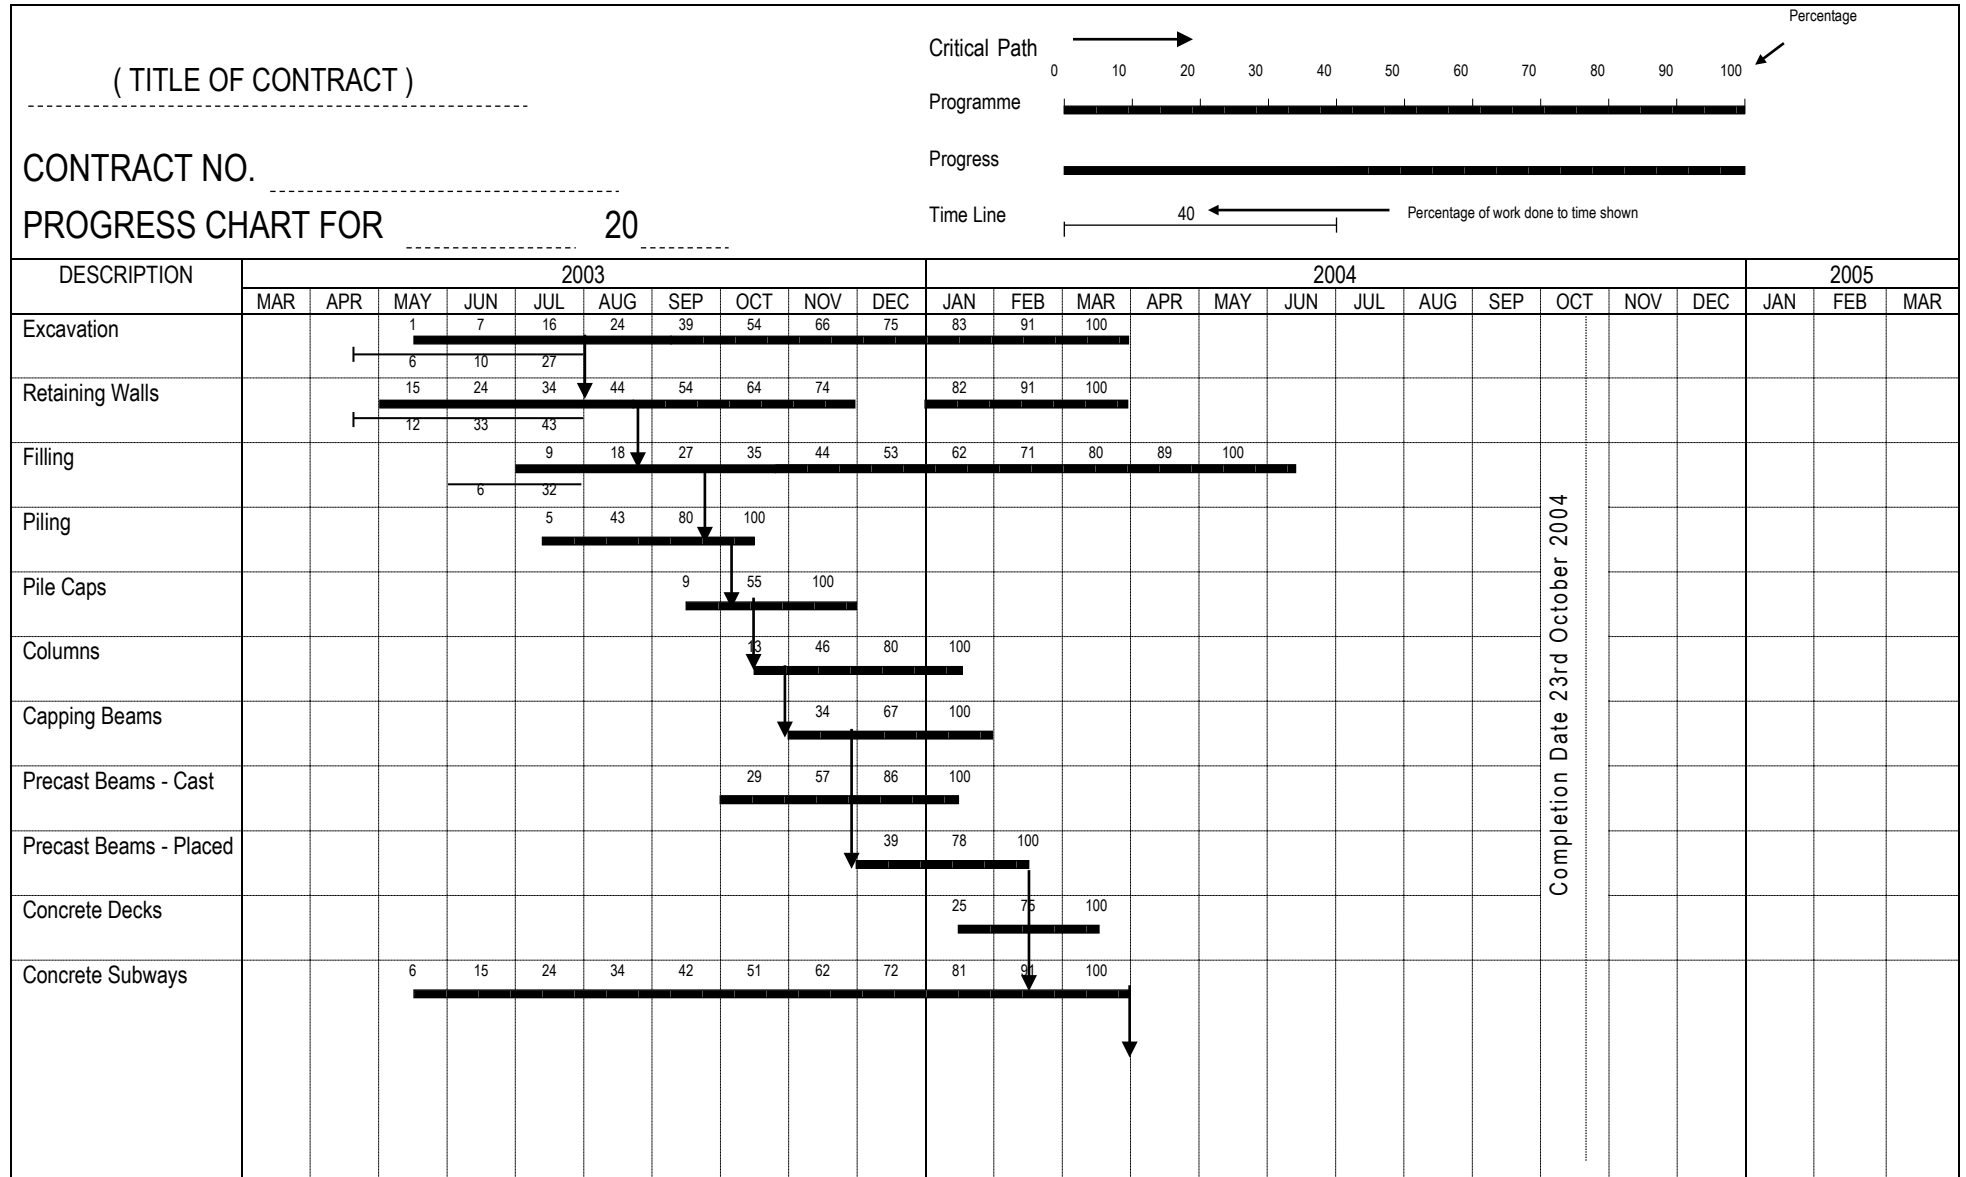 Percentage
Critical Path
( TITLE OF CONTRACT )
0 10 20 30 40 50 60 70 80 90 100
Programme
CONTRACT NO.
Progress
PROGRESS CHART FOR 20
Time Line 40 Percentage of work done to time shown
DESCRIPTION 2003 2004 2005
MAR APR MAY JUN JUL AUG SEP OCT NOV DEC JAN FEB MAR APR MAY JUN JUL AUG SEP OCT NOV DEC JAN FEB MAR
Excavation 1 7 16 24 39 54 66 75 83 91 100
6 10 27
Retaining Walls 15 24 34 44 54 64 74 82 91 100
12 33 43
Filling 9 18 27 35 44 53 62 71 80 89 100
6 32
Piling 5 43 80 100
Pile Caps 9 55 100
Columns 13 46 80 100
Capping Beams 34 67 100
Precast Beams - Cast 29 57 86 100
Precast Beams - Placed 39 78 100
Concrete Decks 25 75 100
Concrete Subways 6 15 24 34 42 51 62 72 81 91 100
Completion Date 23rd October 2004